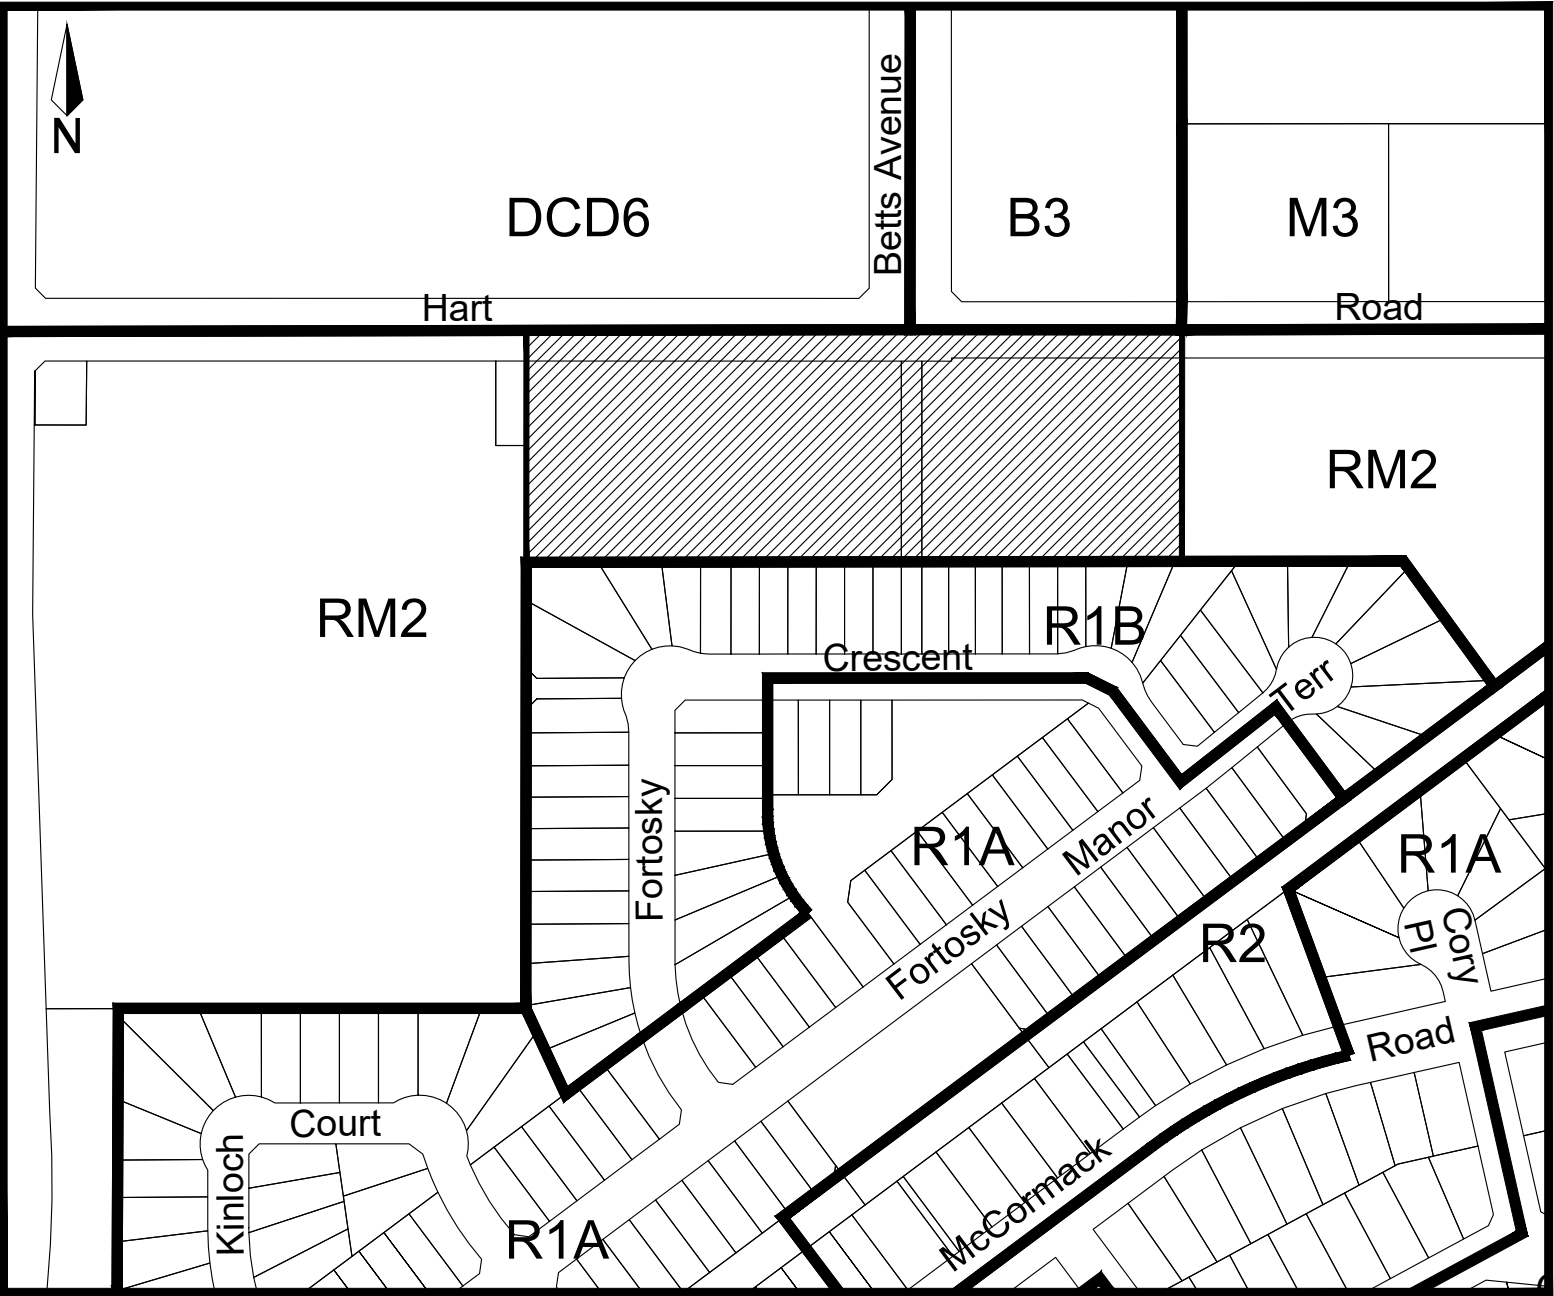 N
Betts Avenue
DCD6
B3
M3
Hart
Road
RM2
RM2
R1B
Crescent
Terr
Fortosky
Manor
R1A
R1A
Fortosky
R2
Cory
Pl
Road
Court
Kinloch
McCormack
R1A